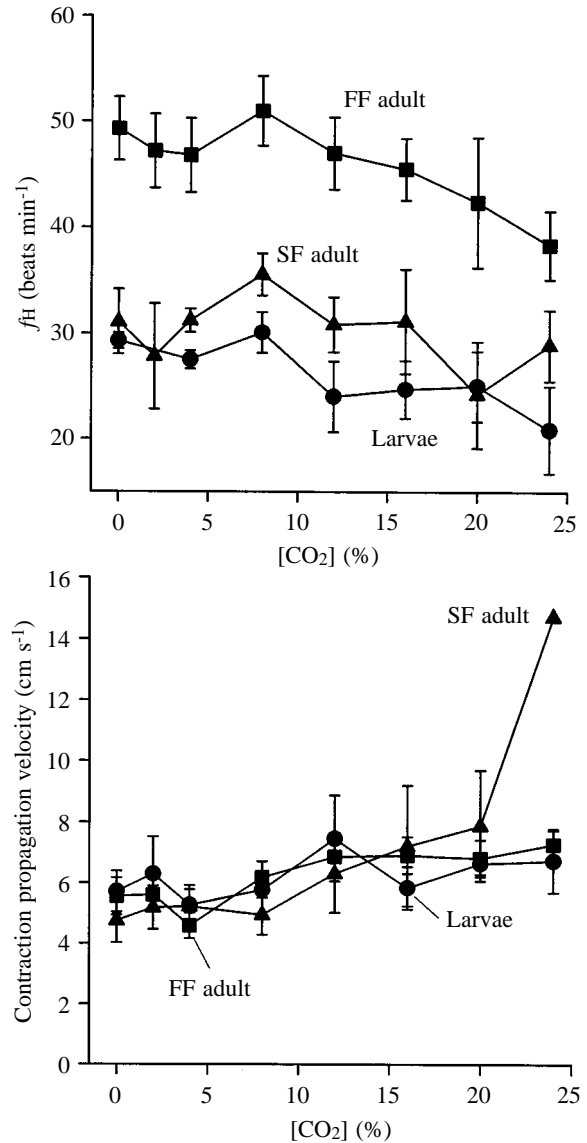 60
50
40
30
20
fH (beats min⁻¹)
FF adult
SF adult
Larvae
0 5 10 15 20 25
[CO₂] (%)
16
14
12
10
8
6
4
2
0
Contraction propagation velocity (cm s⁻¹)
SF adult
Larvae
FF adult
0 5 10 15 20 25
[CO₂] (%)